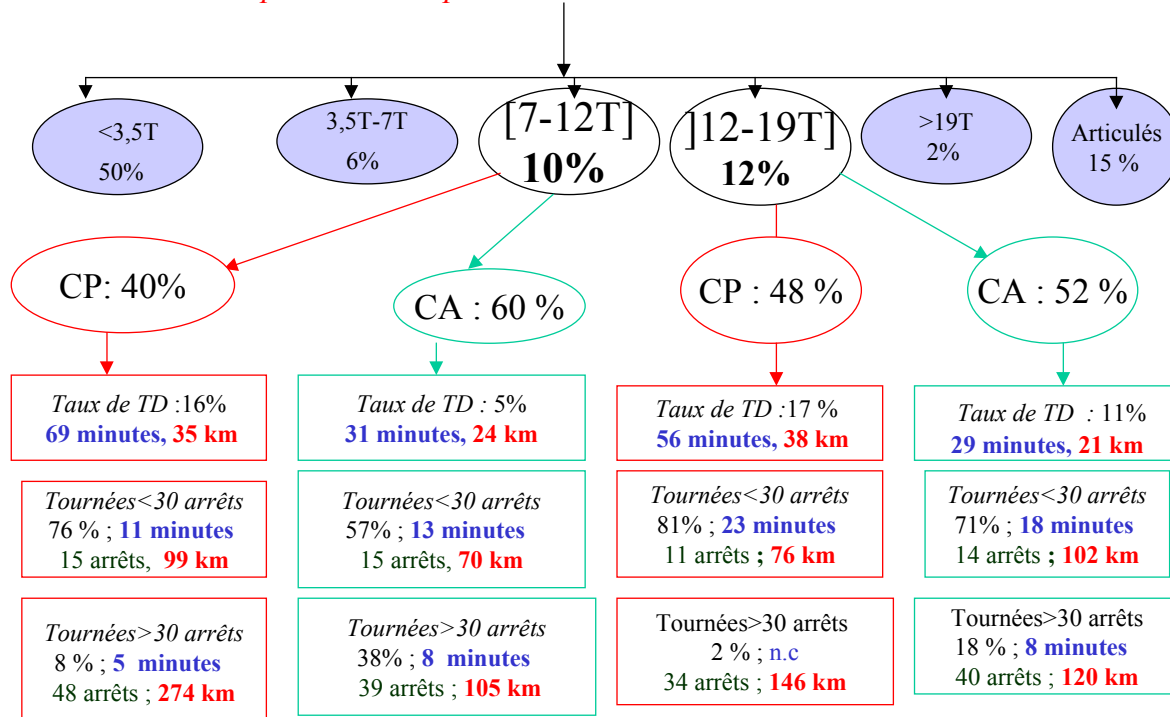 <3,5T
50%
3,5T-7T
6%
[7-12T]
10%
]12-19T]
12%
>19T
2%
Articulés
15 %
CP: 40%
CA : 60 %
CP : 48 %
CA : 52 %
Taux de TD :16%
69 minutes, 35 km
Taux de TD : 5%
31 minutes, 24 km
Taux de TD :17 %
56 minutes, 38 km
Taux de TD : 11%
29 minutes, 21 km
Tournées<30 arrêts
76 % ; 11 minutes
15 arrêts, 99 km
Tournées<30 arrêts
57% ; 13 minutes
15 arrêts, 70 km
Tournées<30 arrêts
81% ; 23 minutes
11 arrêts ; 76 km
Tournées<30 arrêts
71% ; 18 minutes
14 arrêts ; 102 km
Tournées>30 arrêts
8 % ; 5 minutes
48 arrêts ; 274 km
Tournées>30 arrêts
38% ; 8 minutes
39 arrêts ; 105 km
Tournées>30 arrêts
2 % ; n.c
34 arrêts ; 146 km
Tournées>30 arrêts
18 % ; 8 minutes
40 arrêts ; 120 km